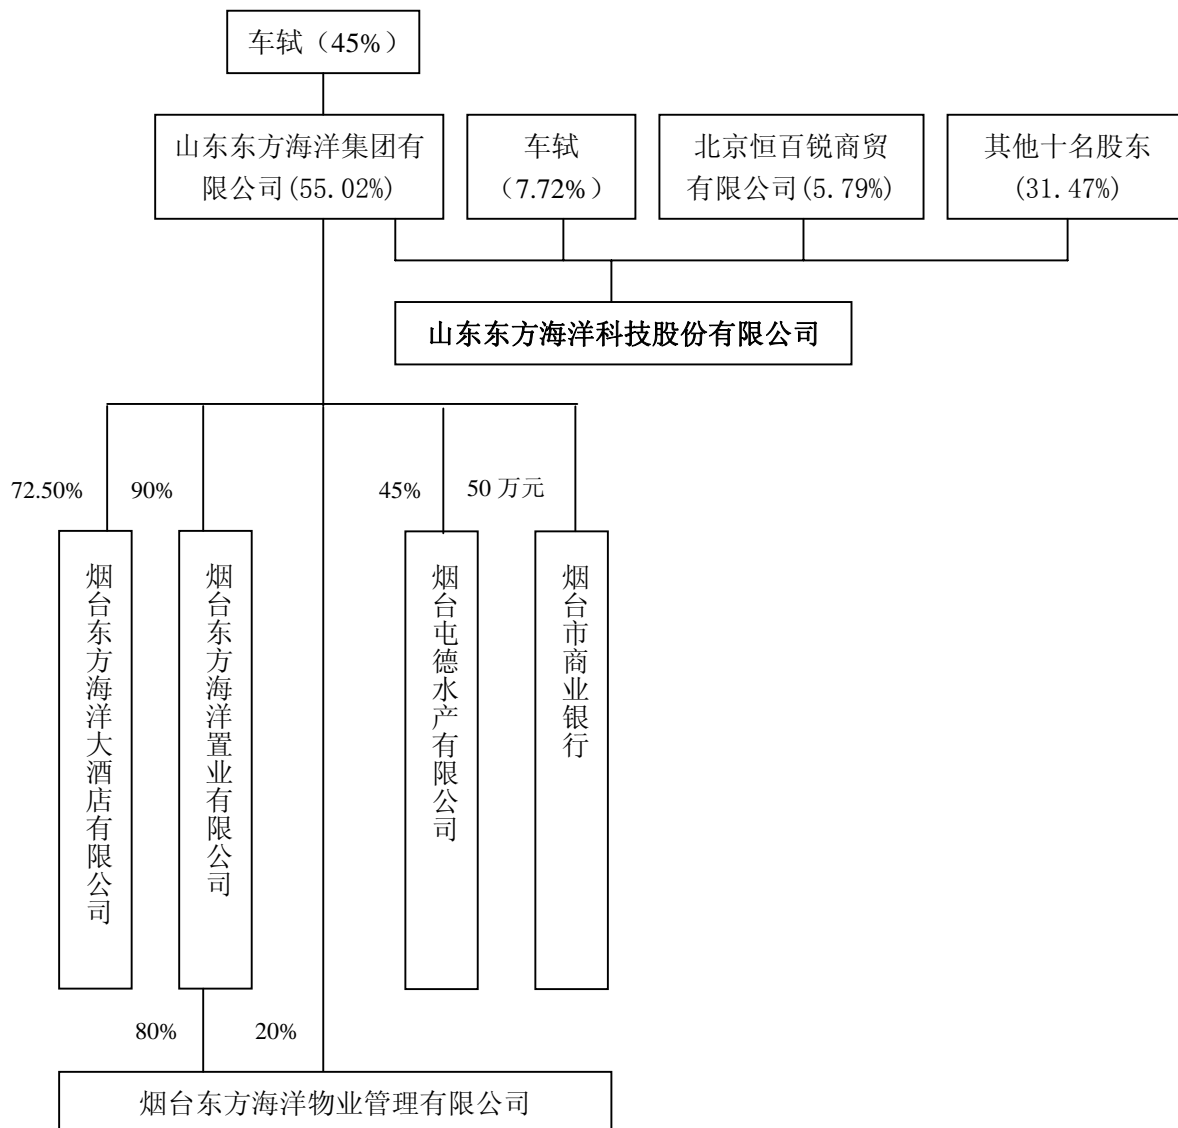 车轼（45%）
山东东方海洋集团有
限公司(55.02%)
车轼
（7.72%）
北京恒百锐商贸
有限公司(5.79%)
其他十名股东
(31.47%)
山东东方海洋科技股份有限公司
72.50%
90%
45%
50 万元
烟台东方海洋大酒店有限公司
烟台东方海洋置业有限公司
烟台屯德水产有限公司
烟台市商业银行
80%
20%
烟台东方海洋物业管理有限公司